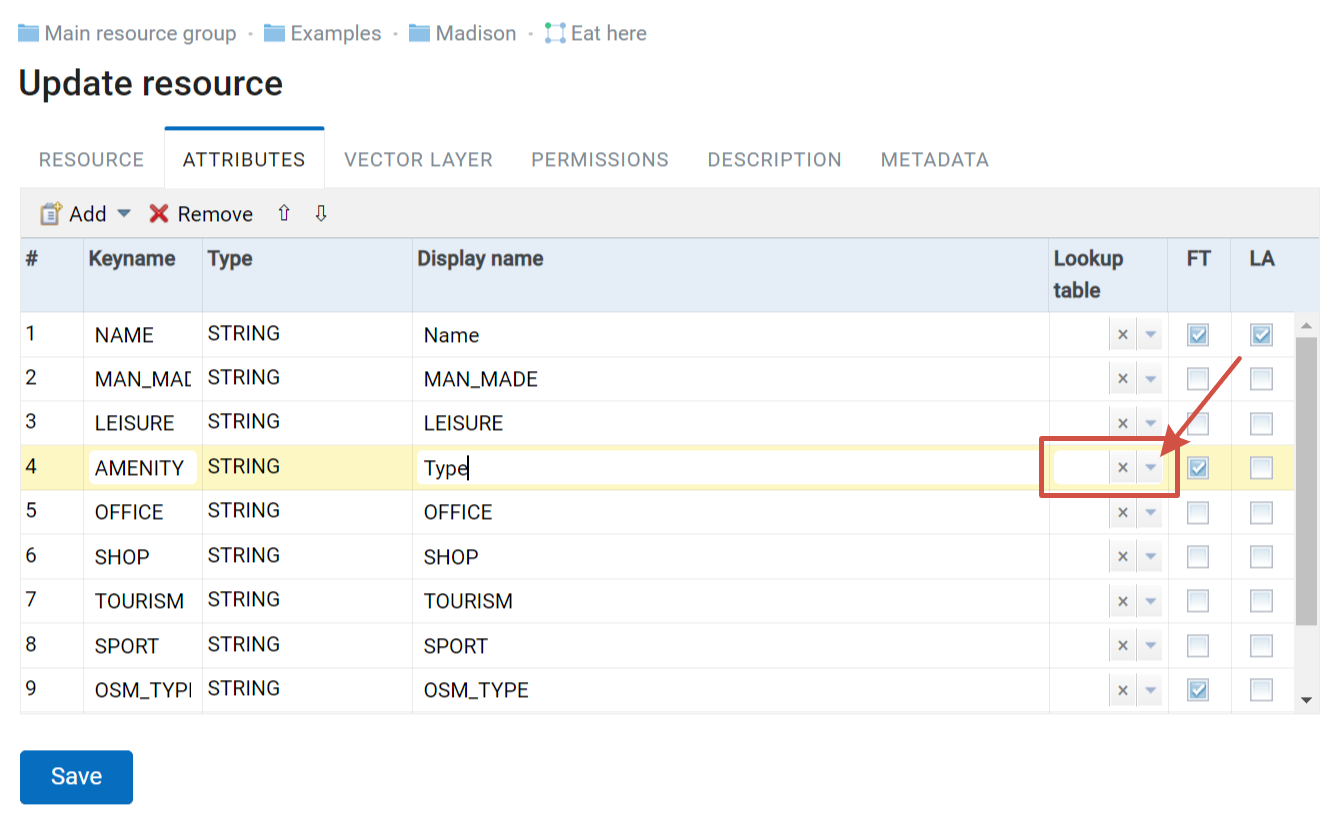 Main resource group · Examples · Madison · Eat here
Update resource
RESOURCE ATTRIBUTES VECTOR LAYER PERMISSIONS DESCRIPTION METADATA
Add Remove ⇧ ⇩
# Keyname Type Display name Lookup table FT LA
1 NAME STRING Name
2 MAN_MAD STRING MAN_MADE
3 LEISURE STRING LEISURE
4 AMENITY STRING Type
5 OFFICE STRING OFFICE
6 SHOP STRING SHOP
7 TOURISM STRING TOURISM
8 SPORT STRING SPORT
9 OSM_TYP STRING OSM_TYPE
Save